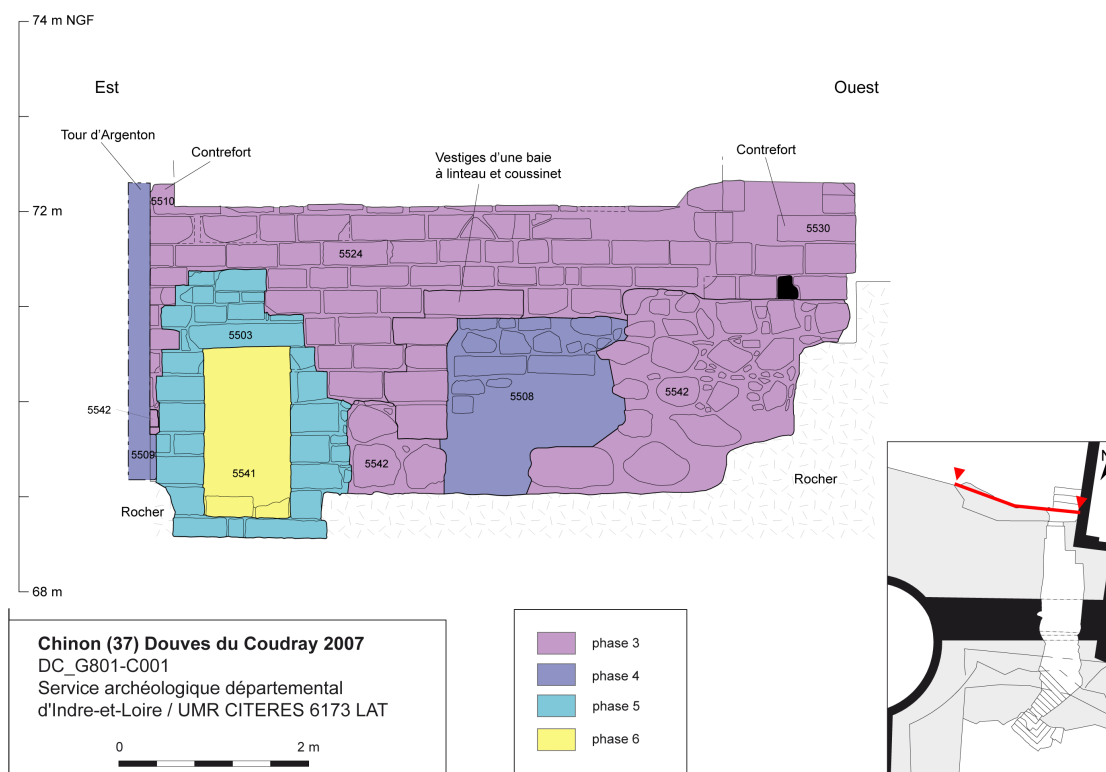 74 m NGF
Est
Ouest
Tour d'Argenton
Contrefort
Vestiges d'une baie
à linteau et coussinet
Contrefort
5510
72 m
5530
5524
5503
5508
5542
5542
5509
5541
5542
Rocher
Rocher
68 m
N
Chinon (37) Douves du Coudray 2007
DC_G801-C001
Service archéologique départemental
d'Indre-et-Loire / UMR CITERES 6173 LAT
0
2 m
phase 3
phase 4
phase 5
phase 6